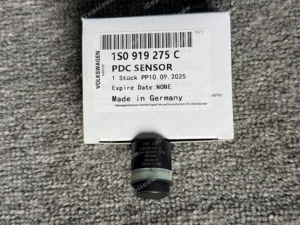 VOLKSWAGEN
1S0 919 275 C
PDC SENSOR
1 Stück PP10.09.2025
Expire Date:NONE
Made in Germany